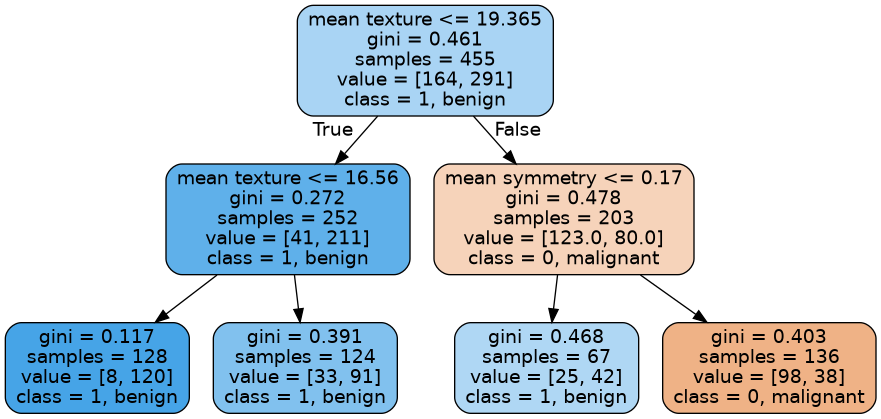 mean texture <= 19.365
gini = 0.461
samples = 455
value = [164, 291]
class = 1, benign
True
False
mean texture <= 16.56
gini = 0.272
samples = 252
value = [41, 211]
class = 1, benign
mean symmetry <= 0.17
gini = 0.478
samples = 203
value = [123.0, 80.0]
class = 0, malignant
gini = 0.117
samples = 128
value = [8, 120]
class = 1, benign
gini = 0.391
samples = 124
value = [33, 91]
class = 1, benign
gini = 0.468
samples = 67
value = [25, 42]
class = 1, benign
gini = 0.403
samples = 136
value = [98, 38]
class = 0, malignant